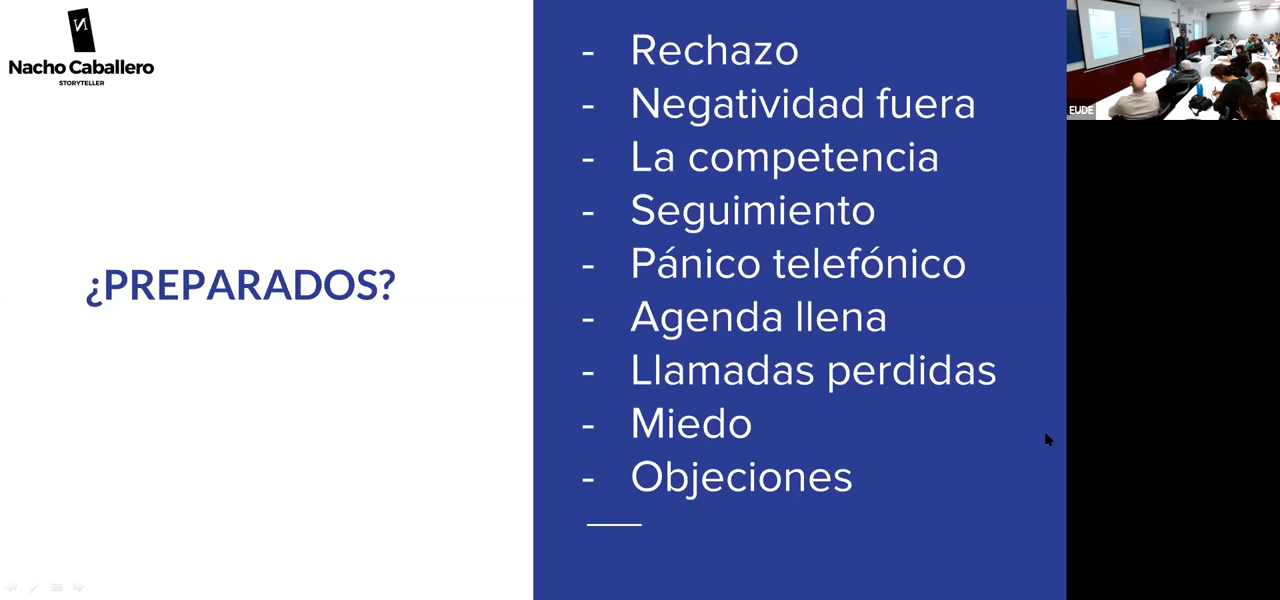 Nacho Caballero
STORYTELLER
¿PREPARADOS?
- Rechazo
- Negatividad fuera
- La competencia
- Seguimiento
- Pánico telefónico
- Agenda llena
- Llamadas perdidas
- Miedo
- Objeciones
EUDE